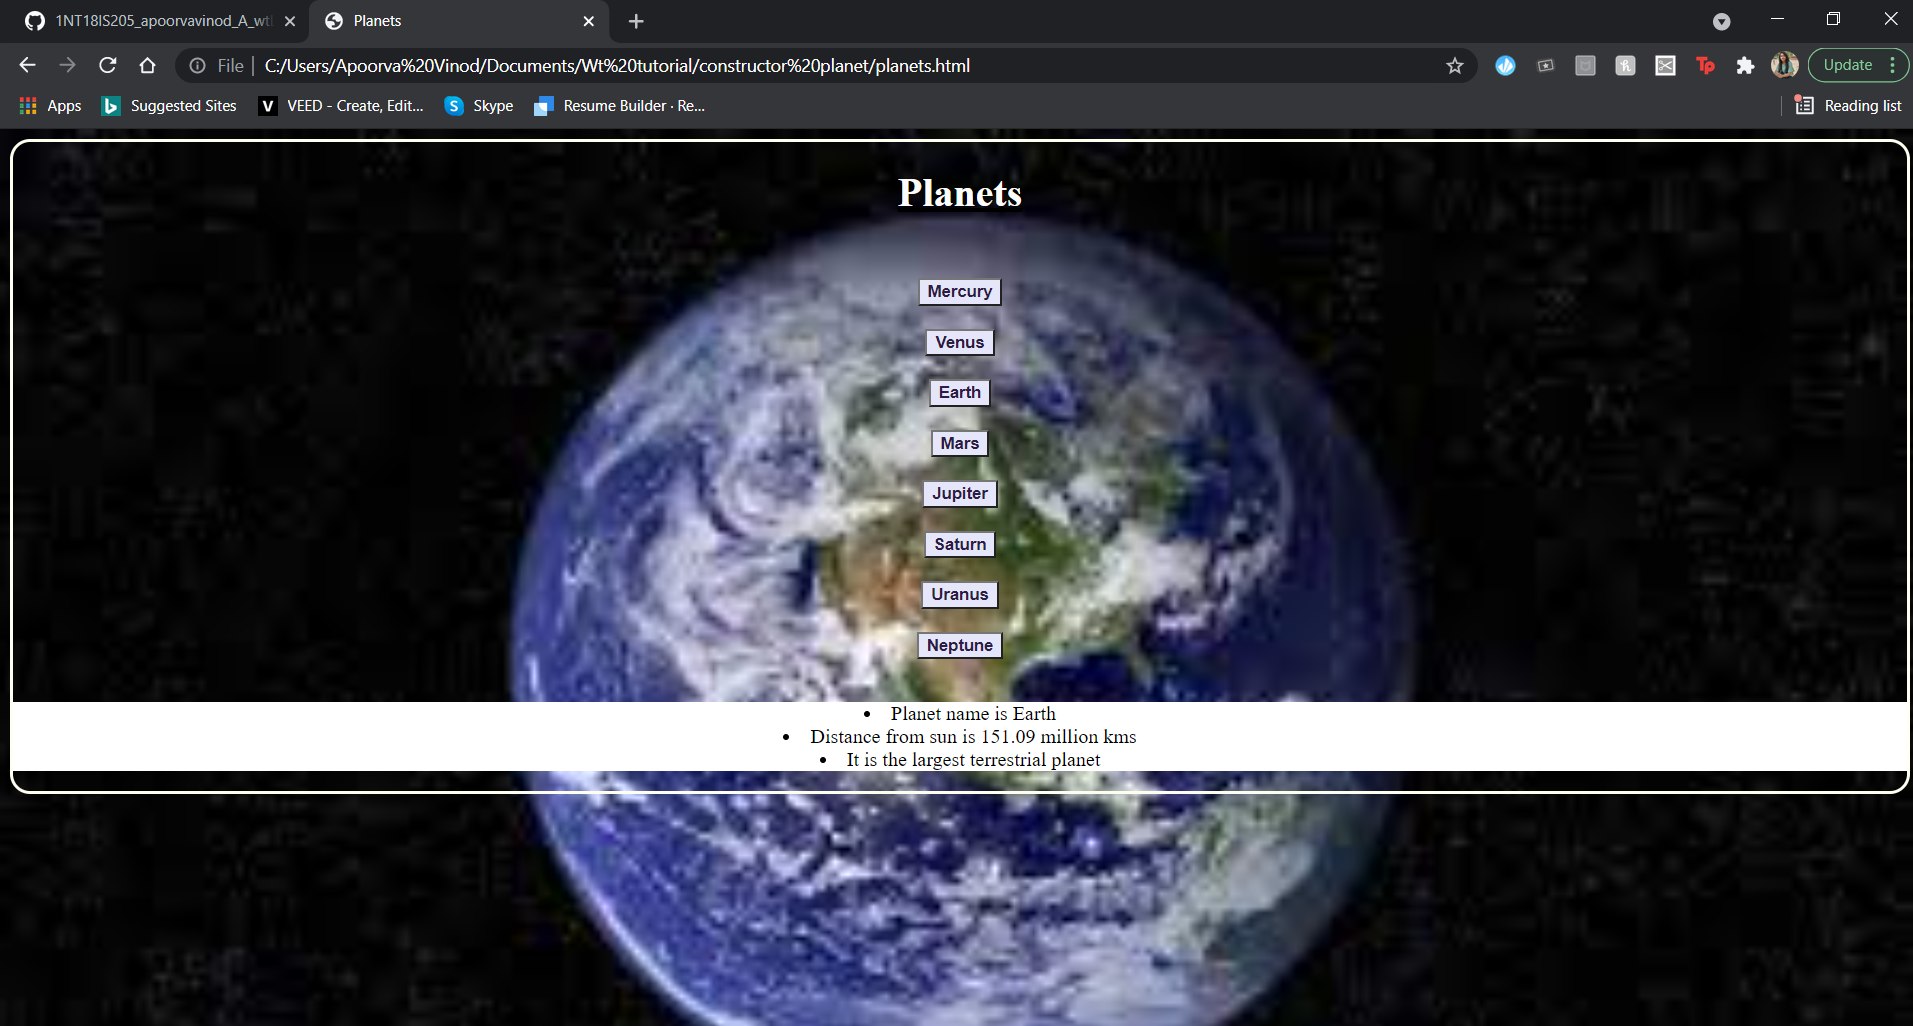 1NT18IS205_apoorvavinod_A_wt
Planets
File
C:/Users/Apoorva%20Vinod/Documents/Wt%20tutorial/constructor%20planet/planets.html
Tp
Update
Apps
b
Suggested Sites
V
VEED - Create, Edit...
S
Skype
Resume Builder · Re...
Reading list
Planets
Mercury
Venus
Earth
Mars
Jupiter
Saturn
Uranus
Neptune
• Planet name is Earth
• Distance from sun is 151.09 million kms
• It is the largest terrestrial planet